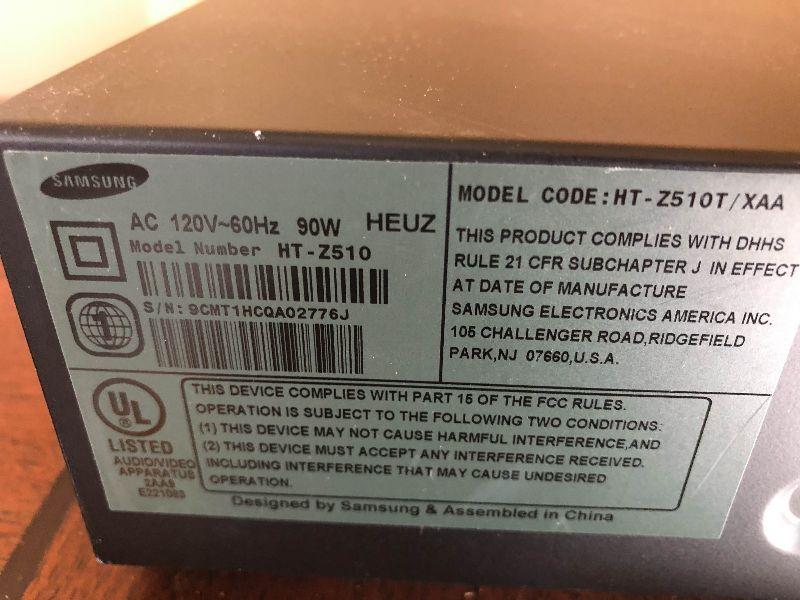 SAMSUNG
AC 120V~60Hz 90W HEUZ
Model Number HT-Z510
S/N: 9CMT1HCQA02776J
1
MODEL CODE:HT-Z510T/XAA
THIS PRODUCT COMPLIES WITH DHHS
RULE 21 CFR SUBCHAPTER J IN EFFECT
AT DATE OF MANUFACTURE
SAMSUNG ELECTRONICS AMERICA INC.
105 CHALLENGER ROAD,RIDGEFIELD
PARK,NJ 07660,U.S.A.
UL
®
LISTED
AUDIO/VIDEO
APPARATUS
2AA9
E221083
THIS DEVICE COMPLIES WITH PART 15 OF THE FCC RULES.
OPERATION IS SUBJECT TO THE FOLLOWING TWO CONDITIONS:
(1) THIS DEVICE MAY NOT CAUSE HARMFUL INTERFERENCE,AND
(2) THIS DEVICE MUST ACCEPT ANY INTERFERENCE RECEIVED.
INCLUDING INTERFERENCE THAT MAY CAUSE UNDESIRED
OPERATION.
Designed by Samsung & Assembled in China